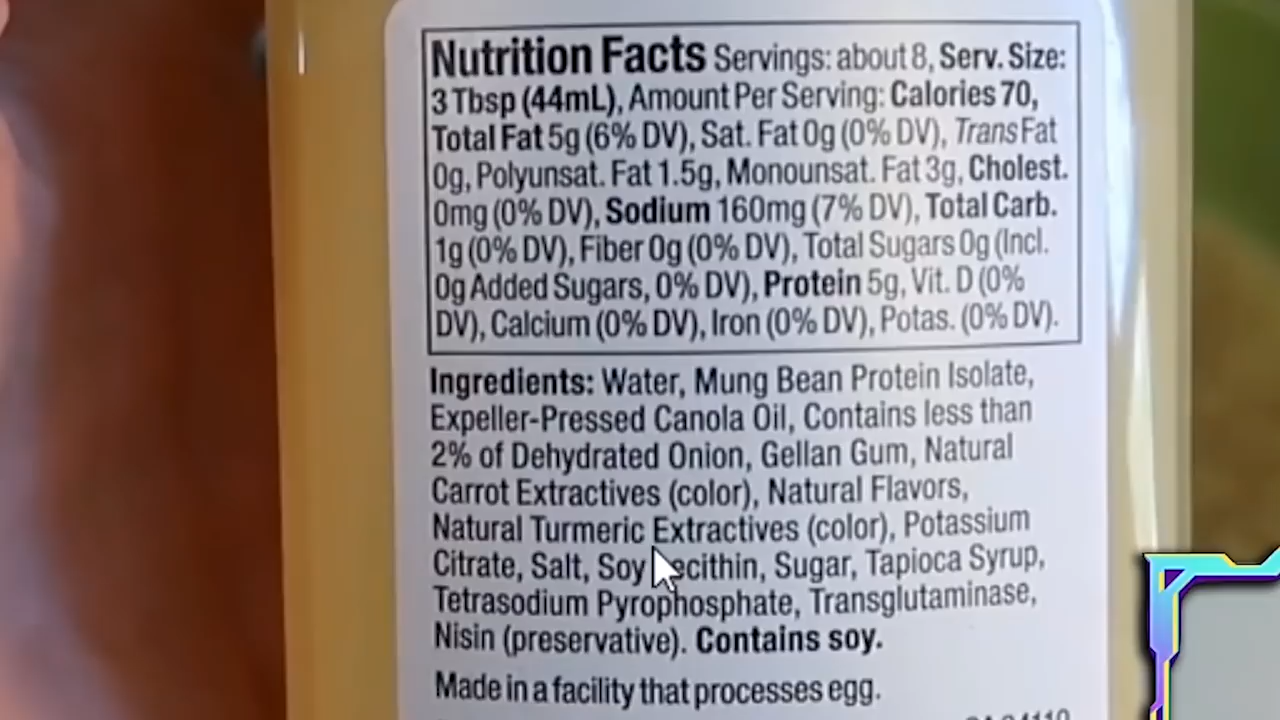 Nutrition Facts Servings: about 8, Serv. Size:
3 Tbsp (44mL), Amount Per Serving: Calories 70,
Total Fat 5g (6% DV), Sat. Fat 0g (0% DV), Trans Fat
0g, Polyunsat. Fat 1.5g, Monounsat. Fat 3g, Cholest.
0mg (0% DV), Sodium 160mg (7% DV), Total Carb.
1g (0% DV), Fiber 0g (0% DV), Total Sugars 0g (Incl.
0g Added Sugars, 0% DV), Protein 5g, Vit. D (0%
DV), Calcium (0% DV), Iron (0% DV), Potas. (0% DV).
Ingredients: Water, Mung Bean Protein Isolate,
Expeller-Pressed Canola Oil, Contains less than
2% of Dehydrated Onion, Gellan Gum, Natural
Carrot Extractives (color), Natural Flavors,
Natural Turmeric Extractives (color), Potassium
Citrate, Salt, Soy Lecithin, Sugar, Tapioca Syrup,
Tetrasodium Pyrophosphate, Transglutaminase,
Nisin (preservative). Contains soy.
Made in a facility that processes egg.